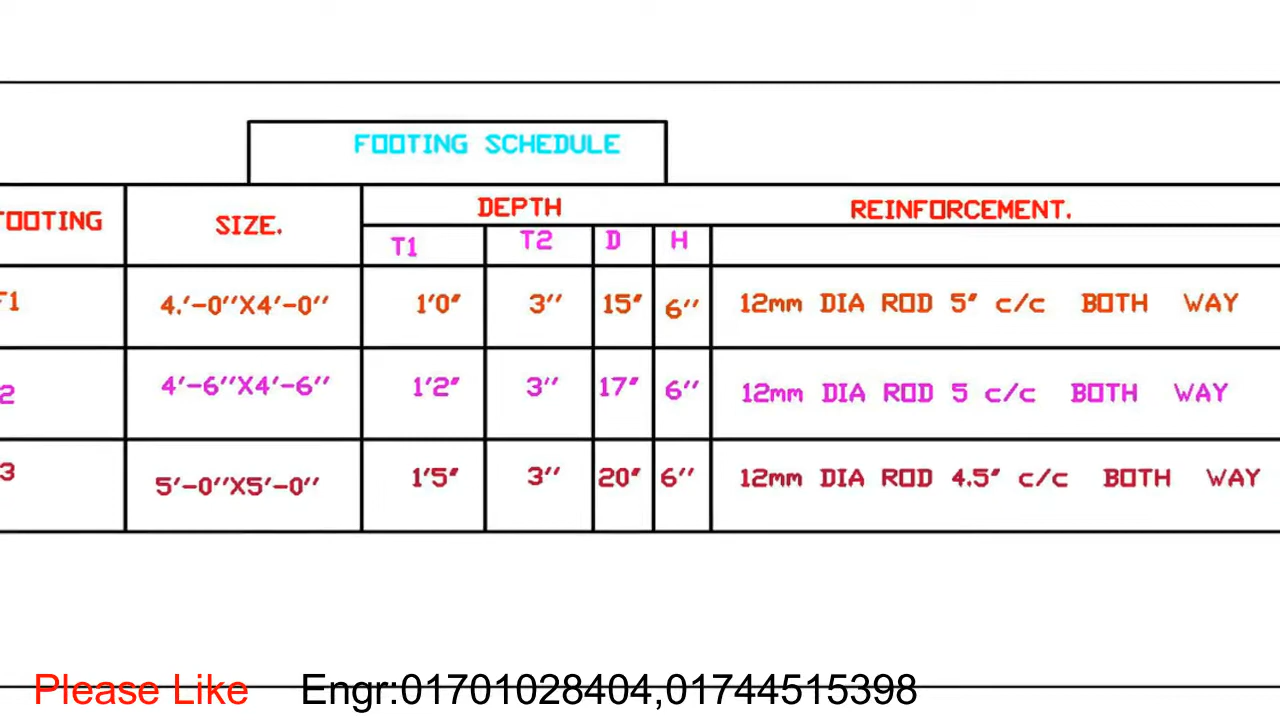 FOOTING SCHEDULE
FOOTING SIZE. DEPTH REINFORCEMENT.
T1 T2 D H
F1 4.'-0''X4'-0'' 1'0" 3'' 15" 6'' 12mm DIA ROD 5" c/c BOTH WAY
2 4'-6''X4'-6'' 1'2" 3'' 17" 6'' 12mm DIA ROD 5 c/c BOTH WAY
3 5'-0''X5'-0'' 1'5" 3'' 20" 6'' 12mm DIA ROD 4.5" c/c BOTH WAY
Please Like Engr:01701028404,01744515398